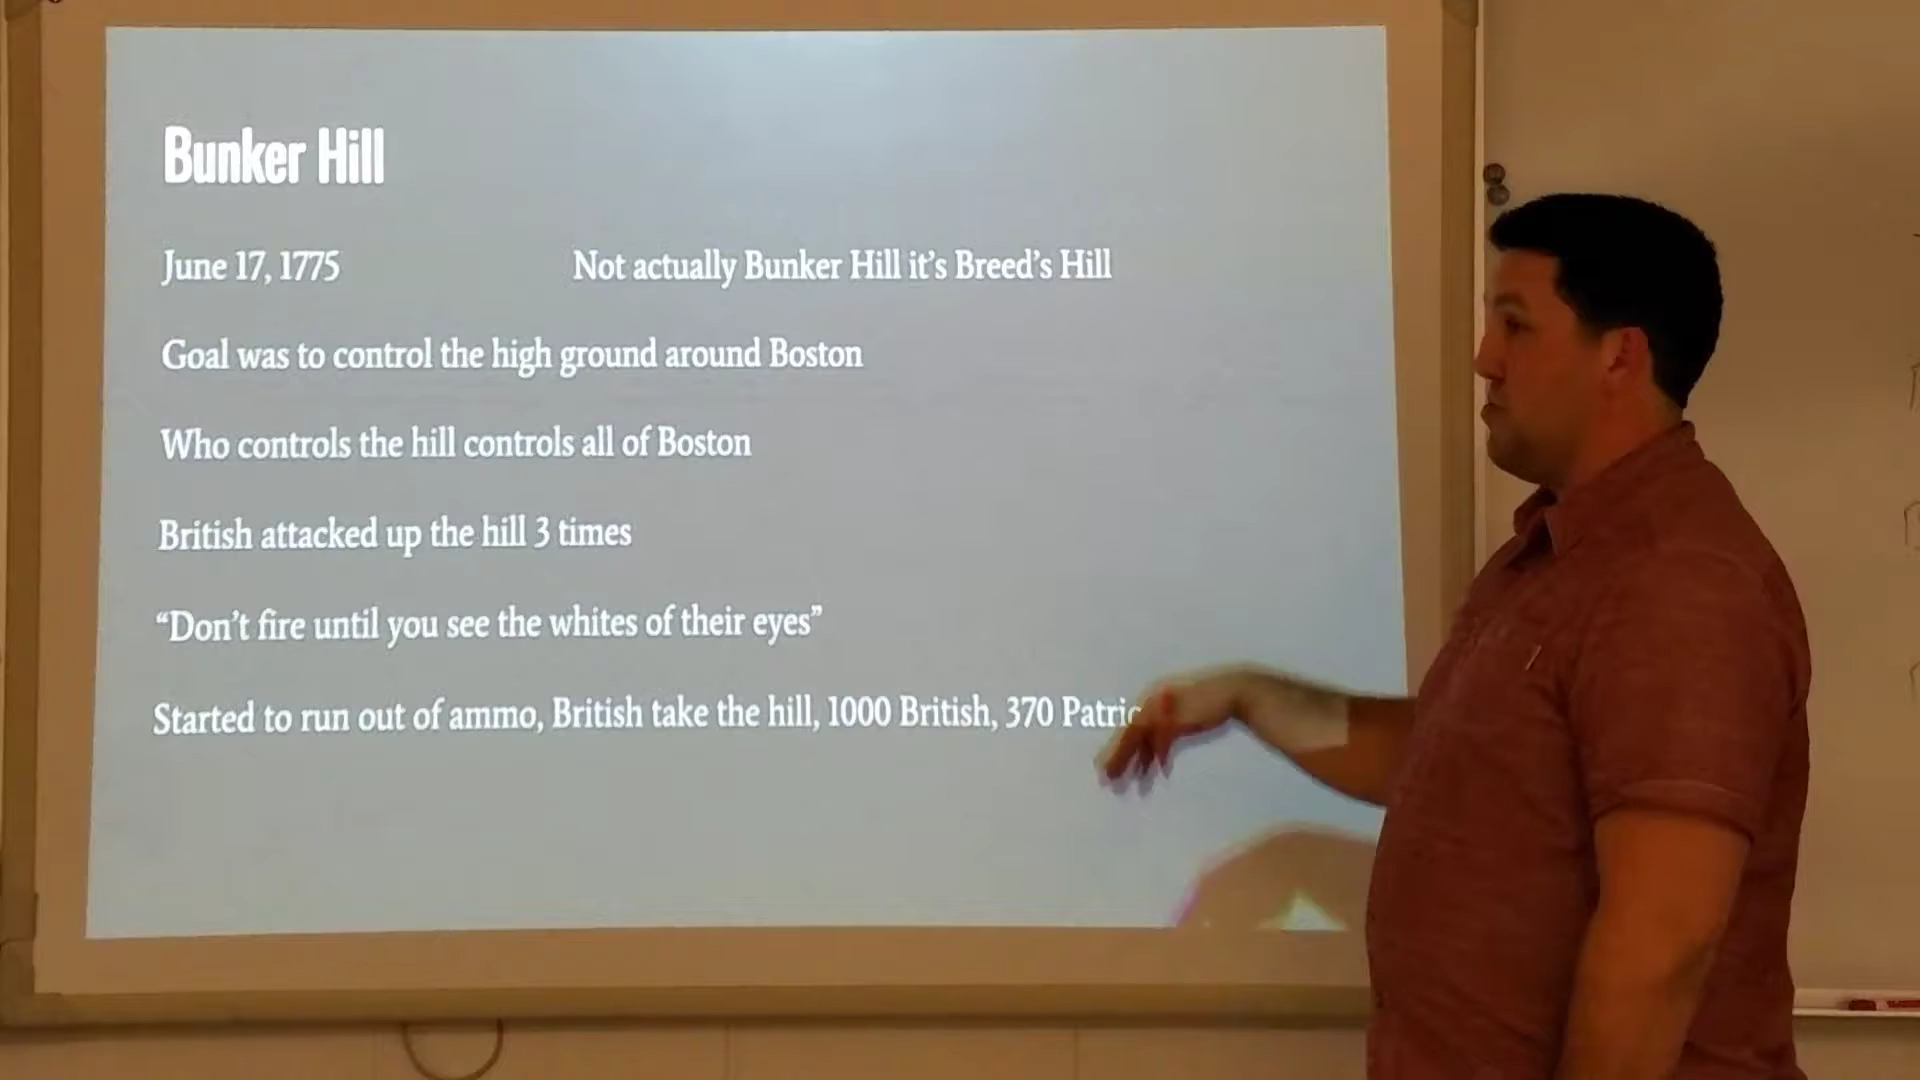 Bunker Hill
June 17, 1775 Not actually Bunker Hill it's Breed's Hill
Goal was to control the high ground around Boston
Who controls the hill controls all of Boston
British attacked up the hill 3 times
“Don't fire until you see the whites of their eyes”
Started to run out of ammo, British take the hill, 1000 British, 370